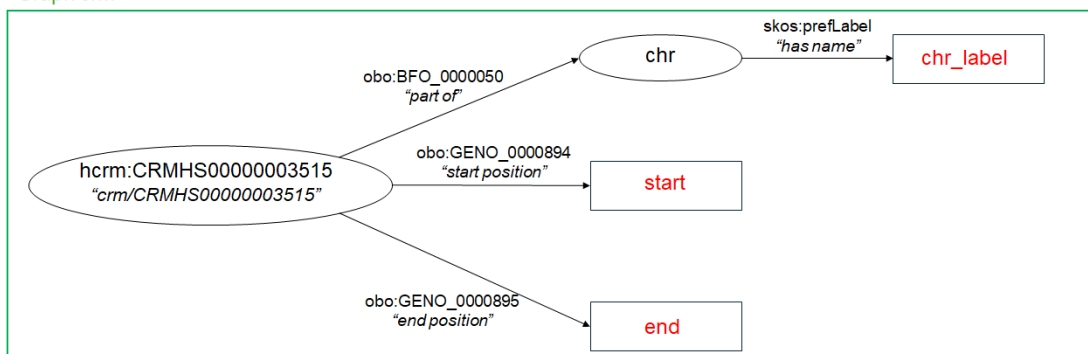 skos:prefLabel
“has name”
chr
chr_label
obo:BFO_0000050
“part of”
hcrm:CRMHS00000003515
“crm/CRMHS00000003515”
obo:GENO_0000894
“start position”
start
obo:GENO_0000895
“end position”
end